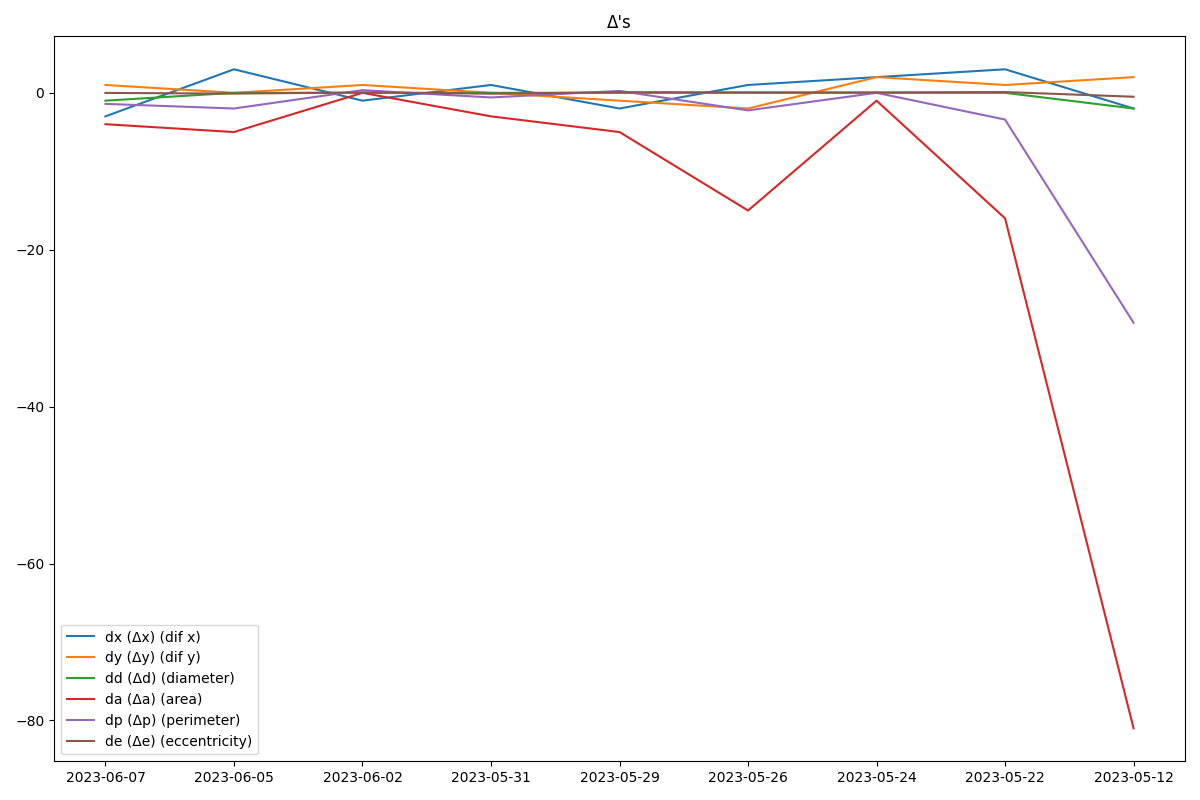 Δ's
0
−20
−40
−60
−80
dx (Δx) (dif x)
dy (Δy) (dif y)
dd (Δd) (diameter)
da (Δa) (area)
dp (Δp) (perimeter)
de (Δe) (eccentricity)
2023-06-07 2023-06-05 2023-06-02 2023-05-31 2023-05-29 2023-05-26 2023-05-24 2023-05-22 2023-05-12